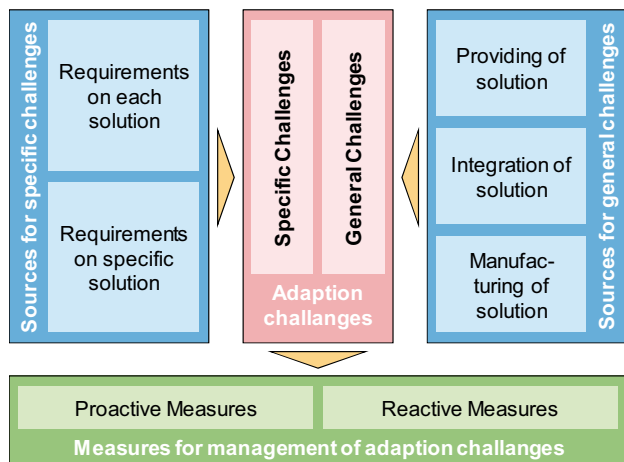 Sources for specific challenges
Requirements
on each
solution
Requirements
on specific
solution
Specific Challenges
General Challenges
Adaption
challanges
Providing of
solution
Integration of
solution
Manufac-
turing of
solution
Sources for general challenges
Proactive Measures
Reactive Measures
Measures for management of adaption challanges